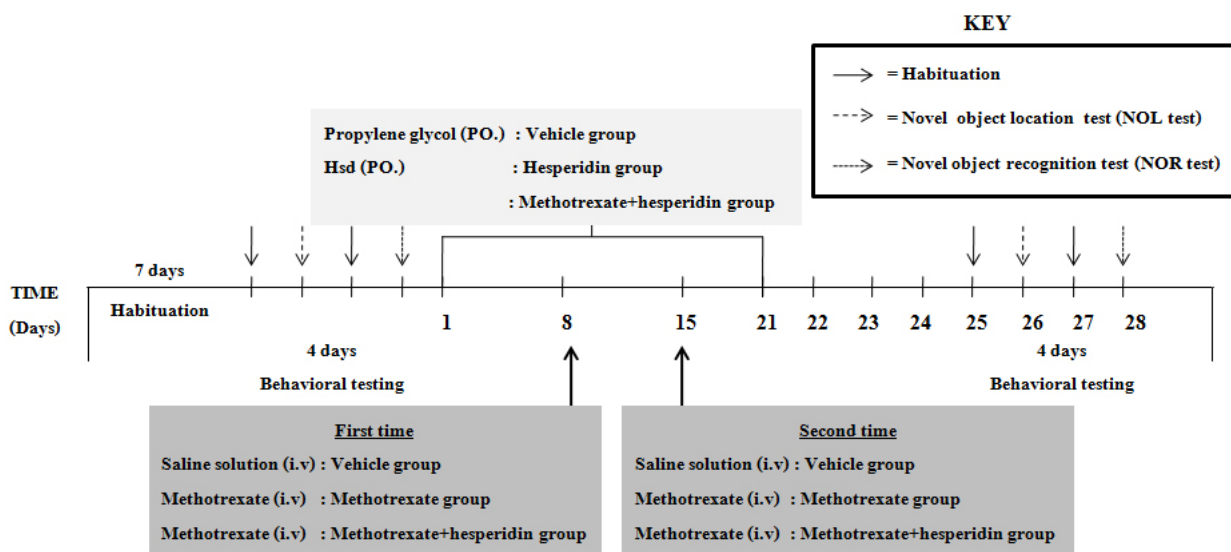 KEY
= Habituation
= Novel object location test (NOL test)
= Novel object recognition test (NOR test)
Propylene glycol (PO.) : Vehicle group
Hsd (PO.) : Hesperidin group
: Methotrexate+hesperidin group
7 days
TIME
(Days)
Habituation
1 8 15 21 22 23 24 25 26 27 28
4 days
Behavioral testing
4 days
Behavioral testing
First time
Saline solution (i.v) : Vehicle group
Methotrexate (i.v) : Methotrexate group
Methotrexate (i.v) : Methotrexate+hesperidin group
Second time
Saline solution (i.v) : Vehicle group
Methotrexate (i.v) : Methotrexate group
Methotrexate (i.v) : Methotrexate+hesperidin group